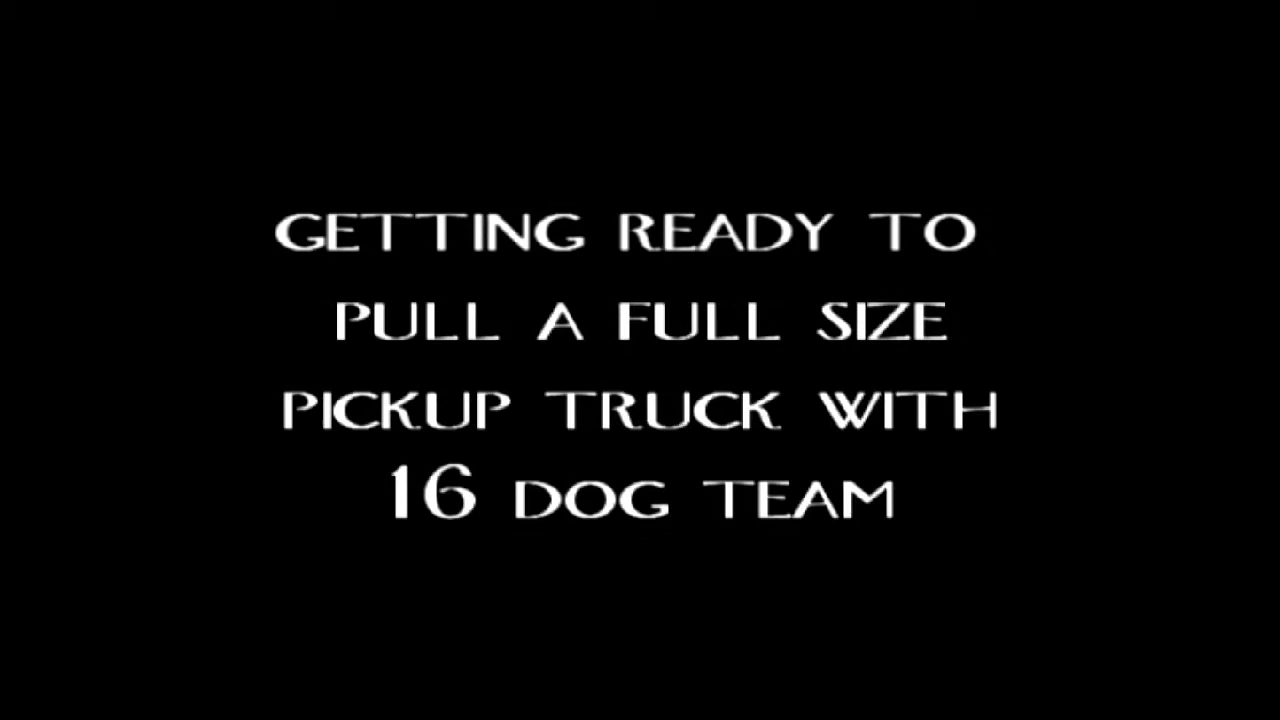 GETTING READY TO
PULL A FULL SIZE
PICKUP TRUCK WITH
16 DOG TEAM